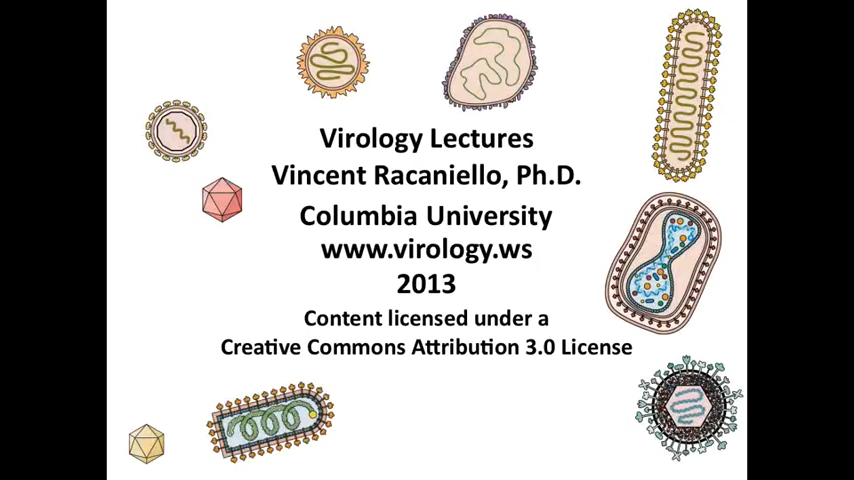 Virology Lectures
Vincent Racaniello, Ph.D.
Columbia University
www.virology.ws
2013
Content licensed under a
Creative Commons Attribution 3.0 License